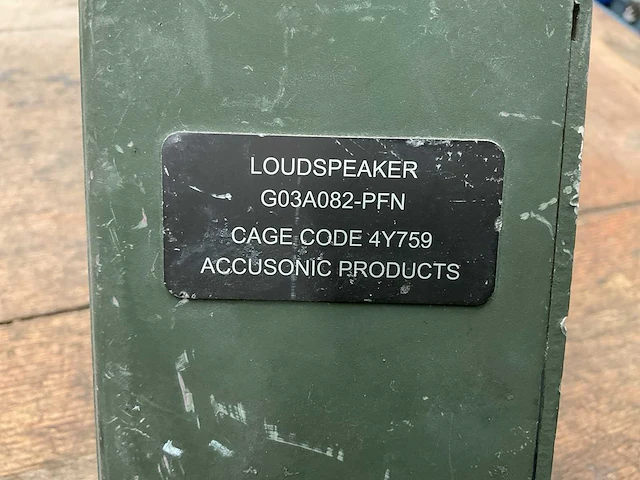 LOUDSPEAKER
G03A082-PFN
CAGE CODE 4Y759
ACCUSONIC PRODUCTS